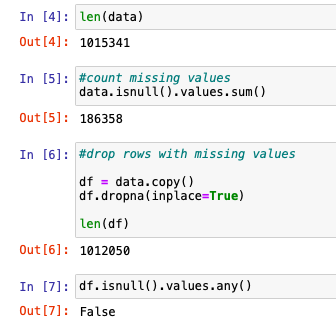 In [4]: len(data)
Out[4]: 1015341
In [5]: #count missing values
data.isnull().values.sum()
Out[5]: 186358
In [6]: #drop rows with missing values
df = data.copy()
df.dropna(inplace=True)
len(df)
Out[6]: 1012050
In [7]: df.isnull().values.any()
Out[7]: False